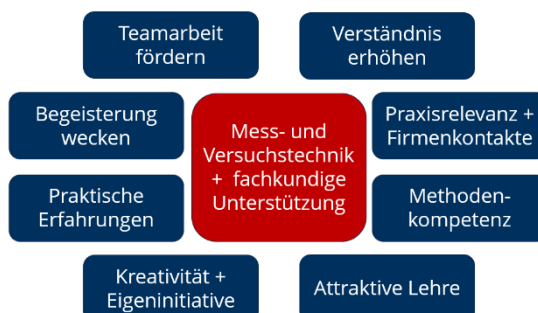 Teamarbeit
fördern
Verständnis
erhöhen
Begeisterung
wecken
Mess- und
Versuchstechnik
+ fachkundige
Unterstützung
Praxisrelevanz +
Firmenkontakte
Praktische
Erfahrungen
Methoden-
kompetenz
Kreativität +
Eigeninitiative
Attraktive Lehre